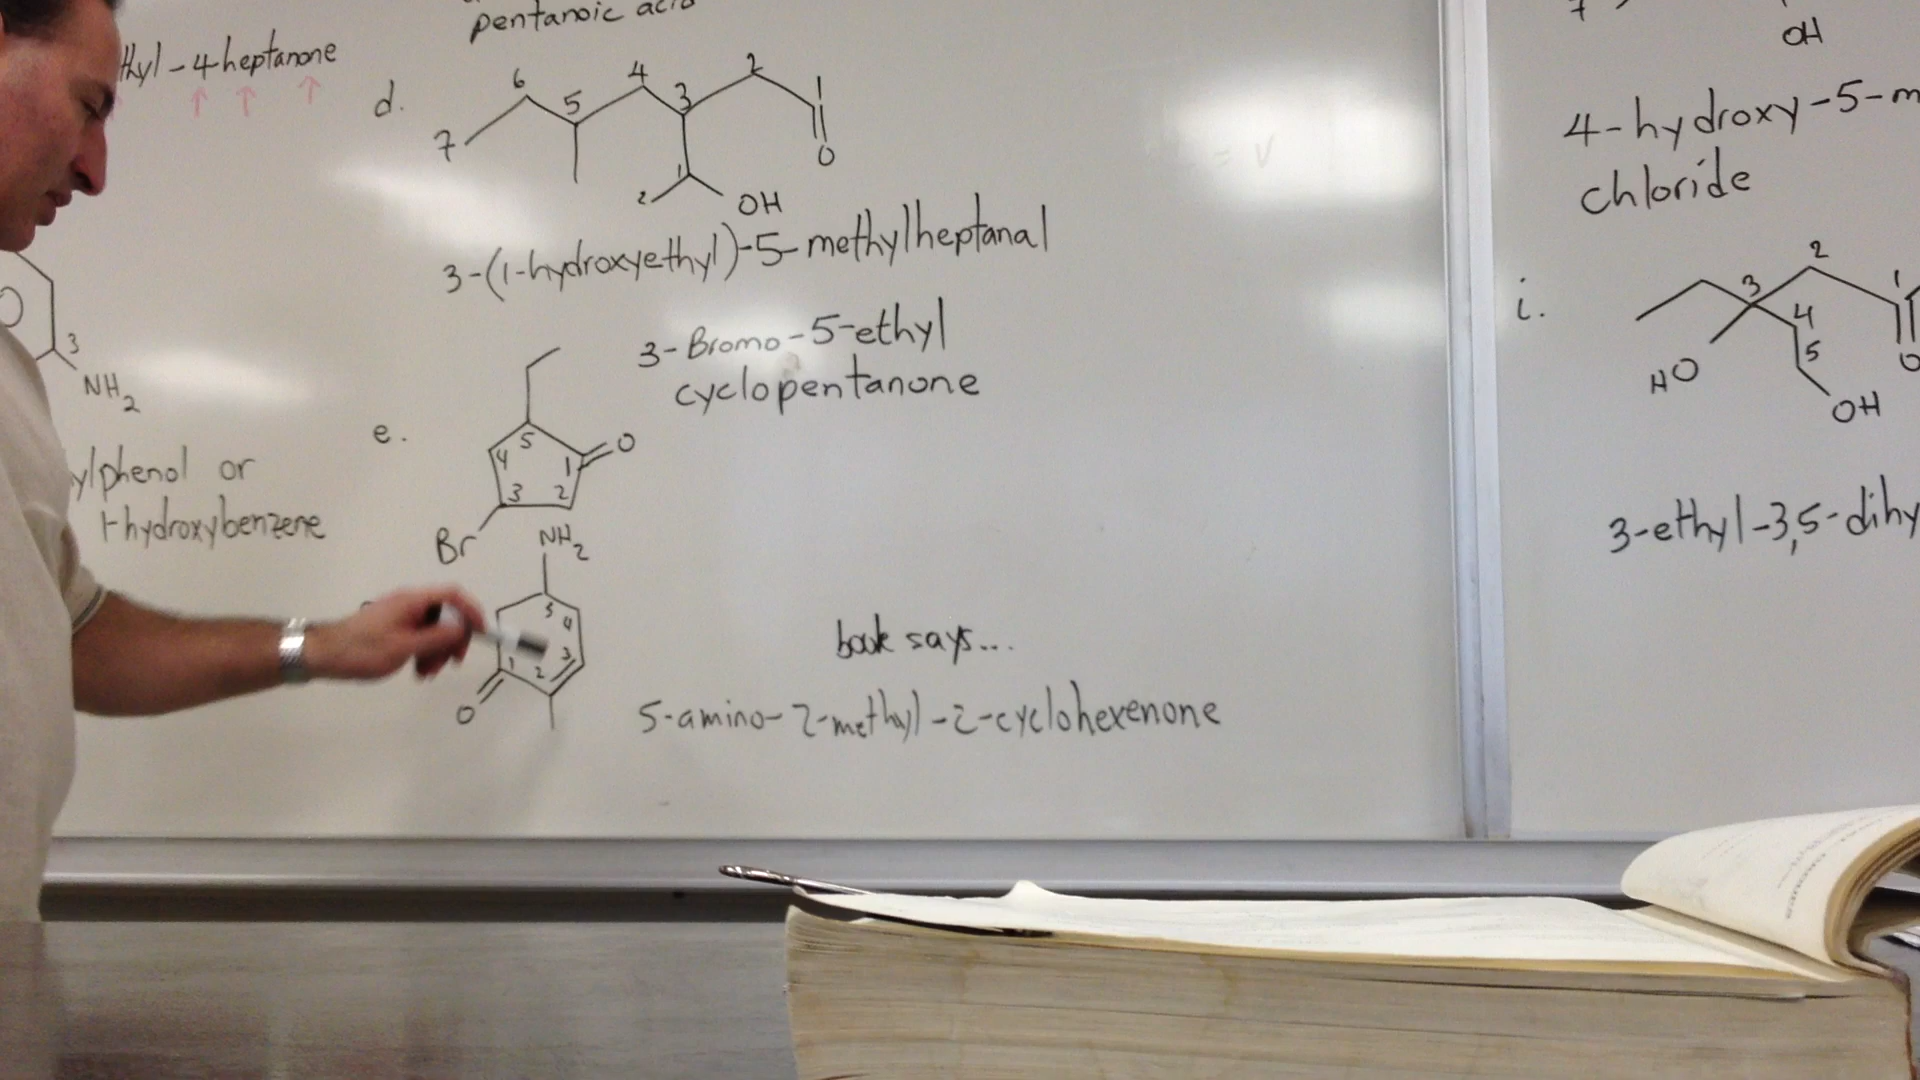 pentanoic acid
thyl-4-heptanone
d.
7 6 5 4 3 2 1
O
1
2
OH
3-(1-hydroxyethyl)-5-methylheptanal
3
NH2
3-Bromo-5-ethyl
cyclopentanone
e.
5
O
4
1
3 2
Br
ylphenol or
1-hydroxybenzene
NH2
5
4
3
1 2
O
book says...
5-amino-2-methyl-2-cyclohexenone
7
OH
4-hydroxy-5-m
chloride
i.
3 2 1
4
5
O
HO
OH
3-ethyl-3,5-dihy